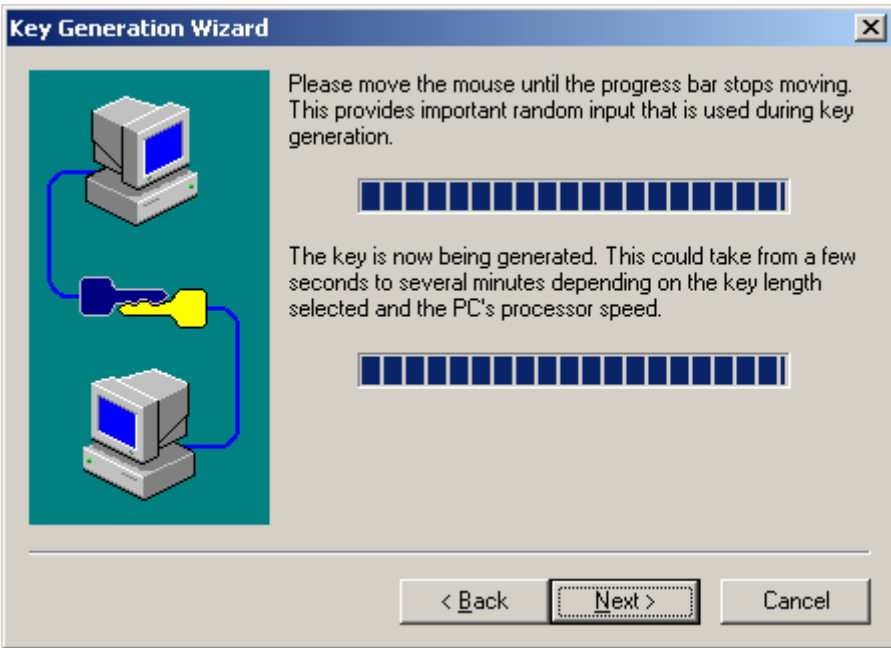 Key Generation Wizard
Please move the mouse until the progress bar stops moving.
This provides important random input that is used during key
generation.
The key is now being generated. This could take from a few
seconds to several minutes depending on the key length
selected and the PC's processor speed.
< Back
Next >
Cancel